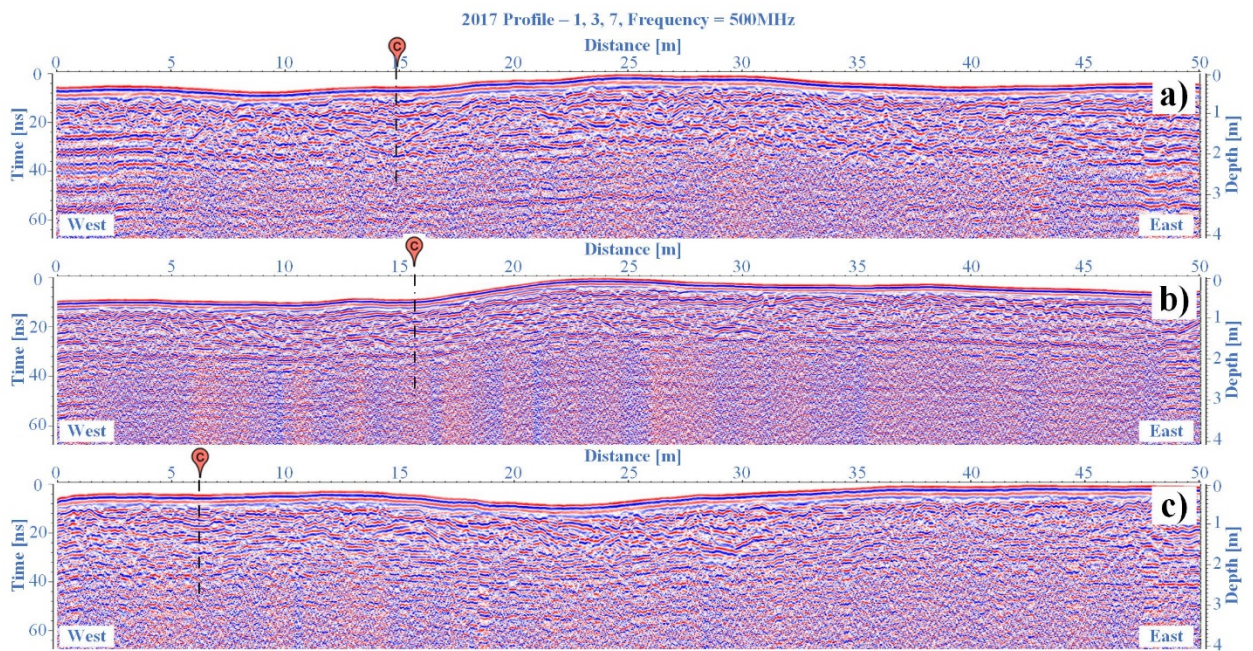 2017 Profile – 1, 3, 7, Frequency = 500MHz
Distance [m]
C
0 5 10 15 20 25 30 35 40 45 50
Time [ns]
0
20
40
60
a)
0
1
2
3
4
Depth [m]
West
East
Distance [m]
C
0 5 10 15 20 25 30 35 40 45 50
Time [ns]
0
20
40
60
b)
0
1
2
3
4
Depth [m]
West
East
Distance [m]
C
0 5 10 15 20 25 30 35 40 45 50
Time [ns]
0
20
40
60
c)
0
1
2
3
4
Depth [m]
West
East